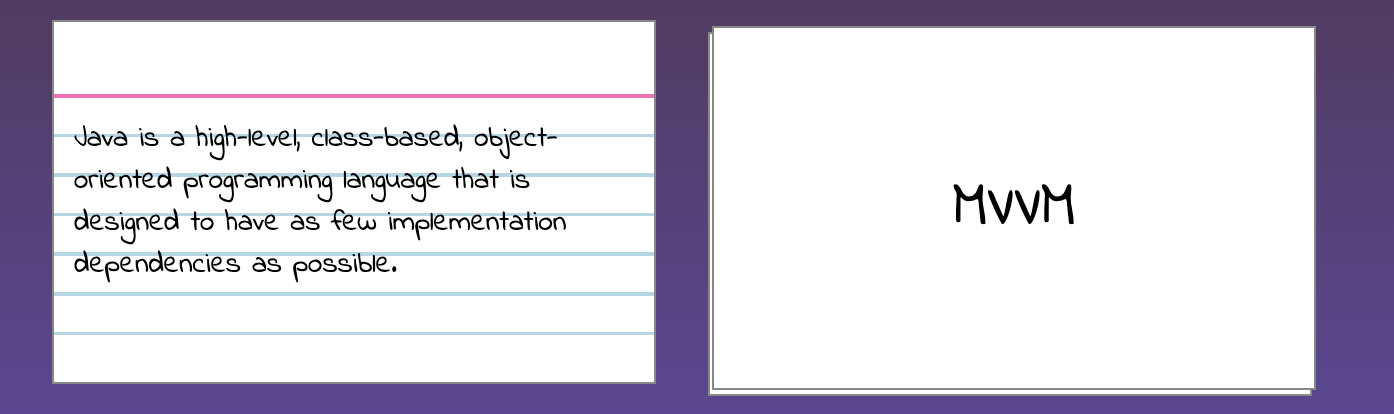 Java is a high-level, class-based, object-
oriented programming language that is
designed to have as few implementation
dependencies as possible.
MVVM